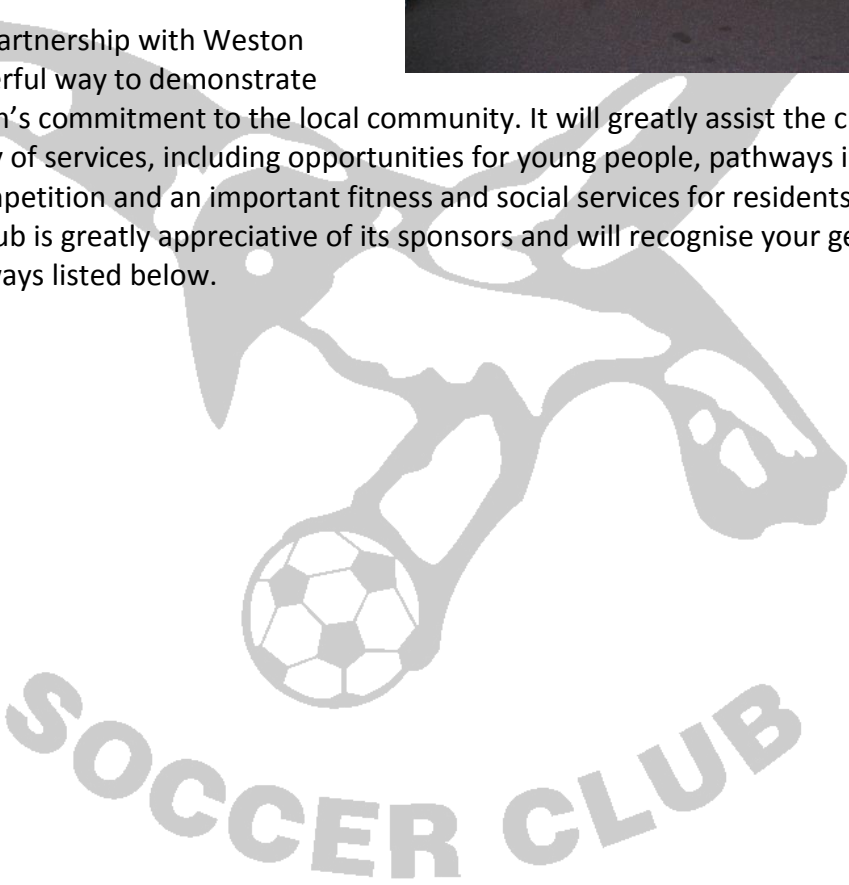 artnership with Weston
erful way to demonstrate
n’s commitment to the local community. It will greatly assist the c
y of services, including opportunities for young people, pathways i
petition and an important fitness and social services for residents
ub is greatly appreciative of its sponsors and will recognise your ge
ays listed below.
SOCCER CLUB